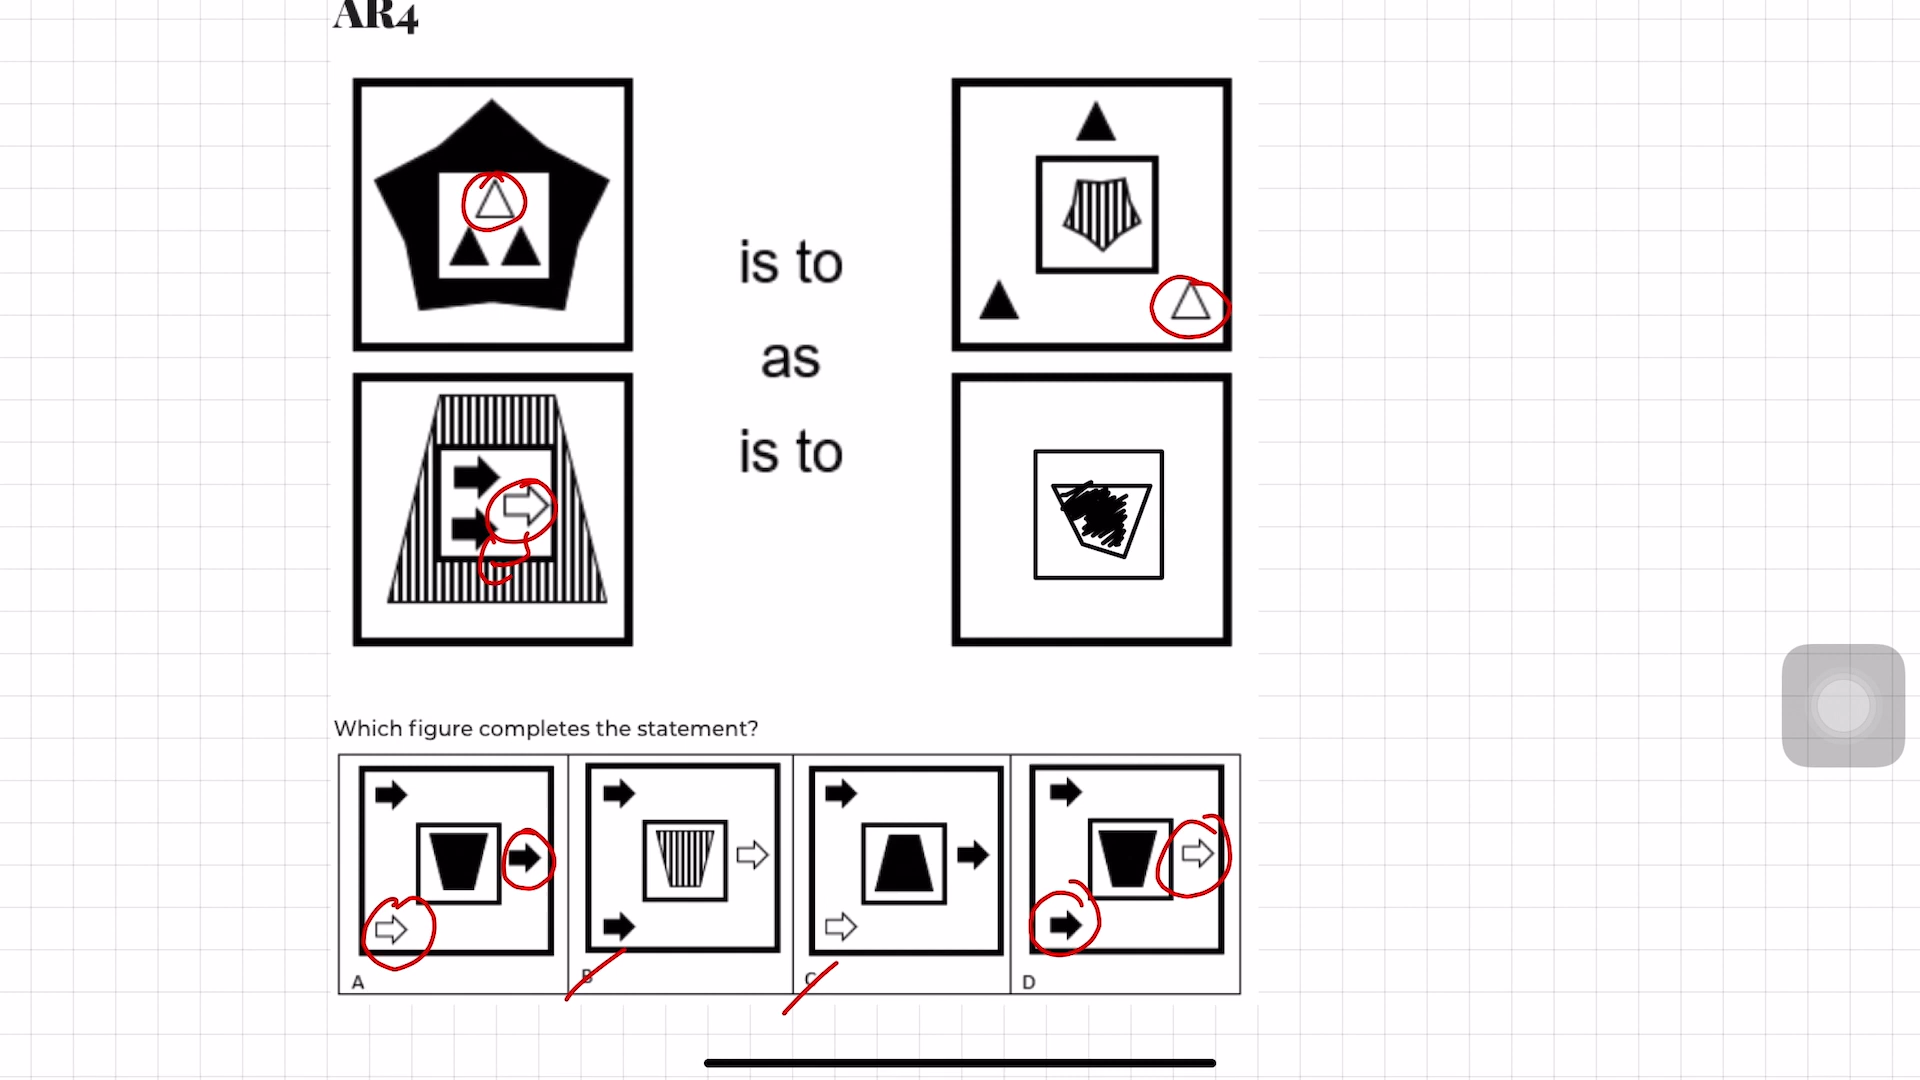 AR4
is to
as
is to
Which figure completes the statement?
A
B
C
D